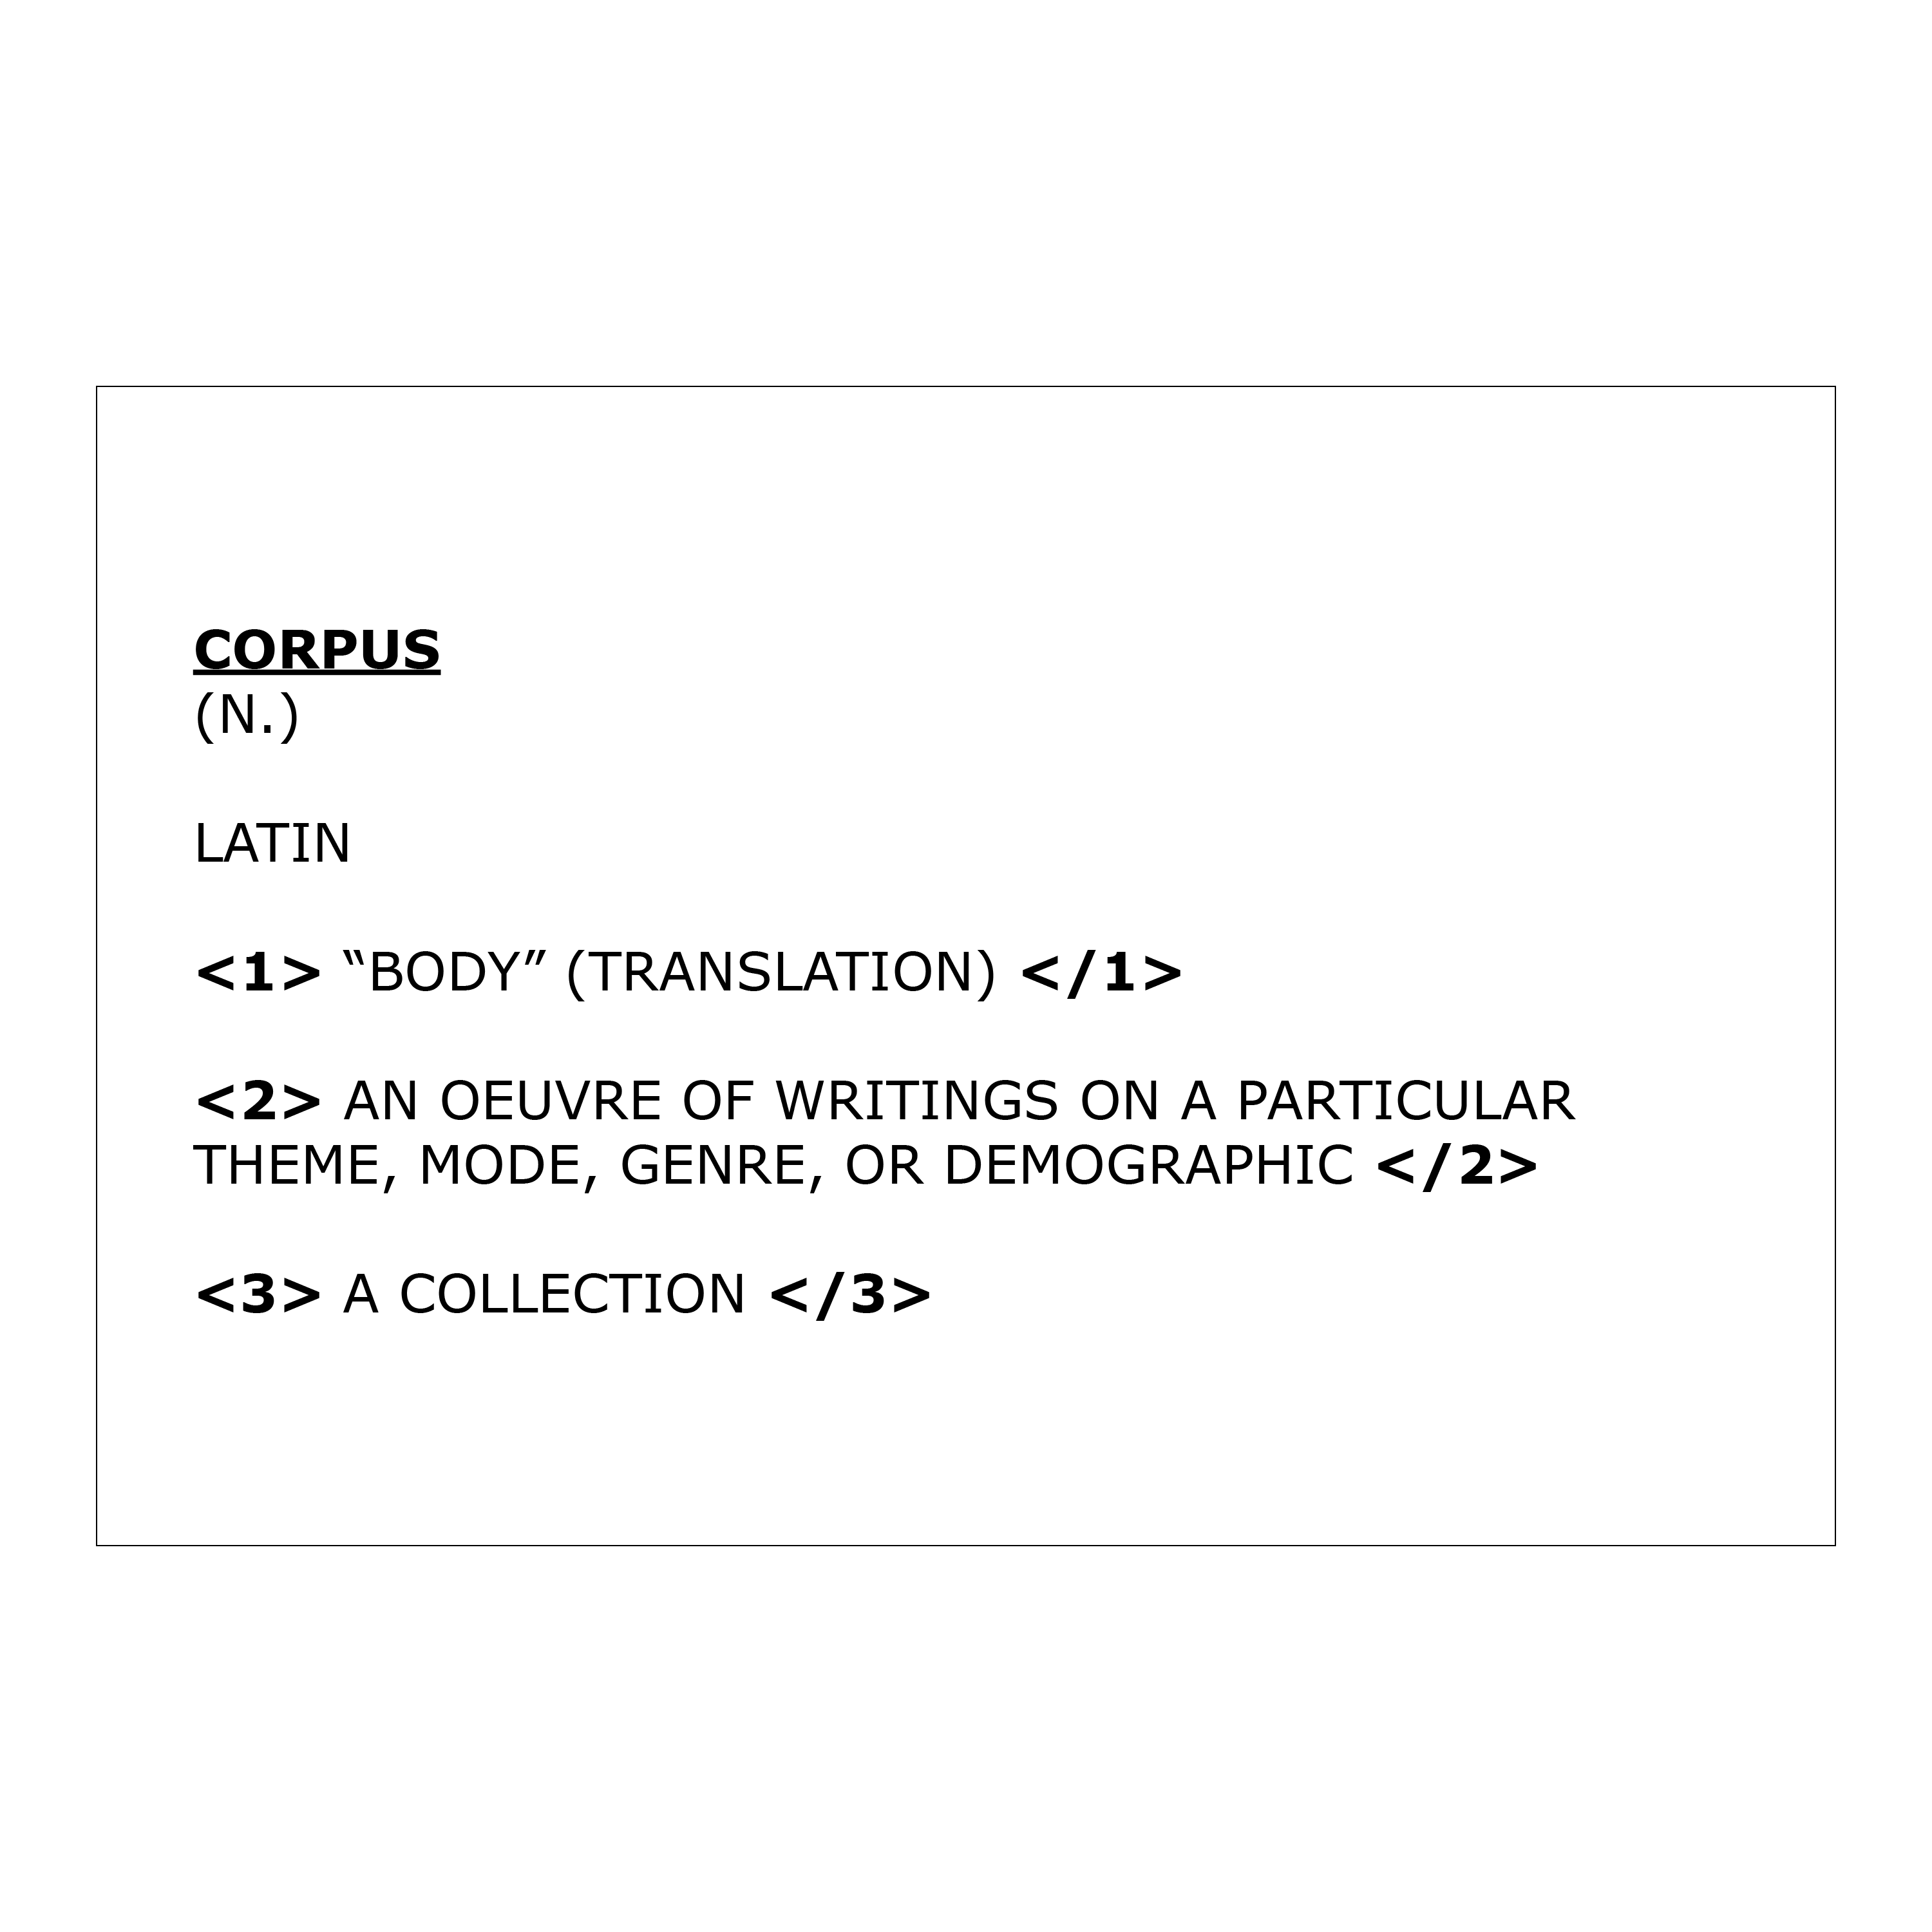 CORPUS
(N.)
LATIN
<1> “BODY” (TRANSLATION) </1>
<2> AN OEUVRE OF WRITINGS ON A PARTICULAR
THEME, MODE, GENRE, OR DEMOGRAPHIC </2>
<3> A COLLECTION </3>